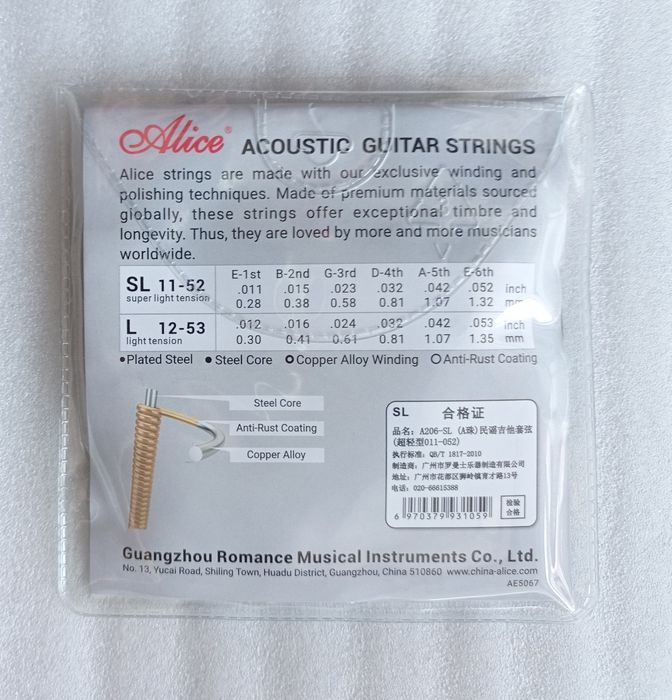 Alice® ACOUSTIC GUITAR STRINGS
Alice strings are made with our exclusive winding and
polishing techniques. Made of premium materials sourced
globally, these strings offer exceptional timbre and
longevity. Thus, they are loved by more and more musicians
worldwide.
E-1st B-2nd G-3rd D-4th A-5th E-6th
SL 11-52 .011 .015 .023 .032 .042 .052 inch
super light tension 0.28 0.38 0.58 0.81 1.07 1.32 mm
L 12-53 .012 .016 .024 .032 .042 .053 inch
light tension 0.30 0.41 0.61 0.81 1.07 1.35 mm
●Plated Steel ●Steel Core ○Copper Alloy Winding ○Anti-Rust Coating
Steel Core
Anti-Rust Coating
Copper Alloy
SL 合格证
品名: A206-SL (A珠)民谣吉他套弦
(超轻型011-052)
执行标准: QB/T 1817-2010
制造商: 广州市罗曼士乐器制造有限公司
地址: 广州市花都区狮岭镇育才路13号
电话: 020-66615388
检验
合格
6 970379 931059
Guangzhou Romance Musical Instruments Co., Ltd.
No. 13, Yucai Road, Shiling Town, Huadu District, Guangzhou, China 510860 www.china-alice.com
AE5067